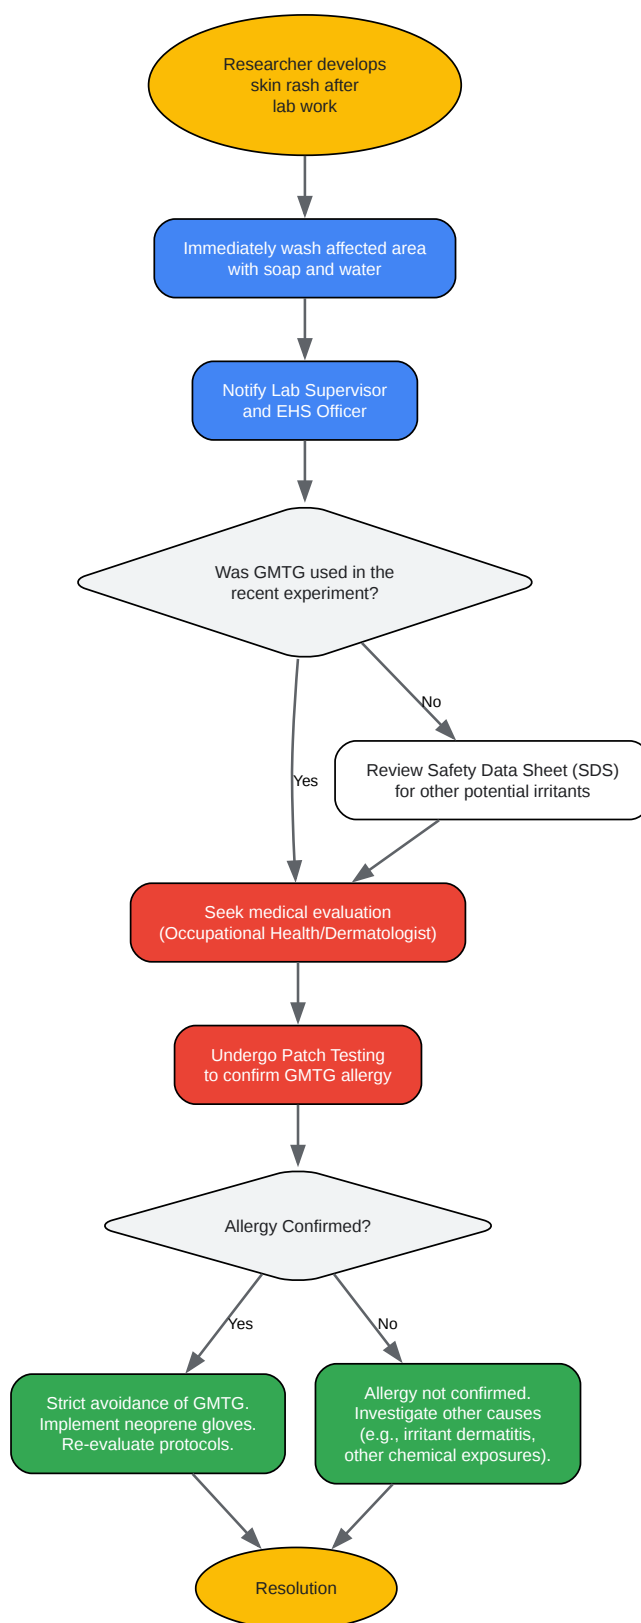 Researcher develops
skin rash after
lab work
Immediately wash affected area
with soap and water
Notify Lab Supervisor
and EHS Officer
Was GMTG used in the
recent experiment?
No
Yes
Review Safety Data Sheet (SDS)
for other potential irritants
Seek medical evaluation
(Occupational Health/Dermatologist)
Undergo Patch Testing
to confirm GMTG allergy
Allergy Confirmed?
Yes
No
Strict avoidance of GMTG.
Implement neoprene gloves.
Re-evaluate protocols.
Allergy not confirmed.
Investigate other causes
(e.g., irritant dermatitis,
other chemical exposures).
Resolution